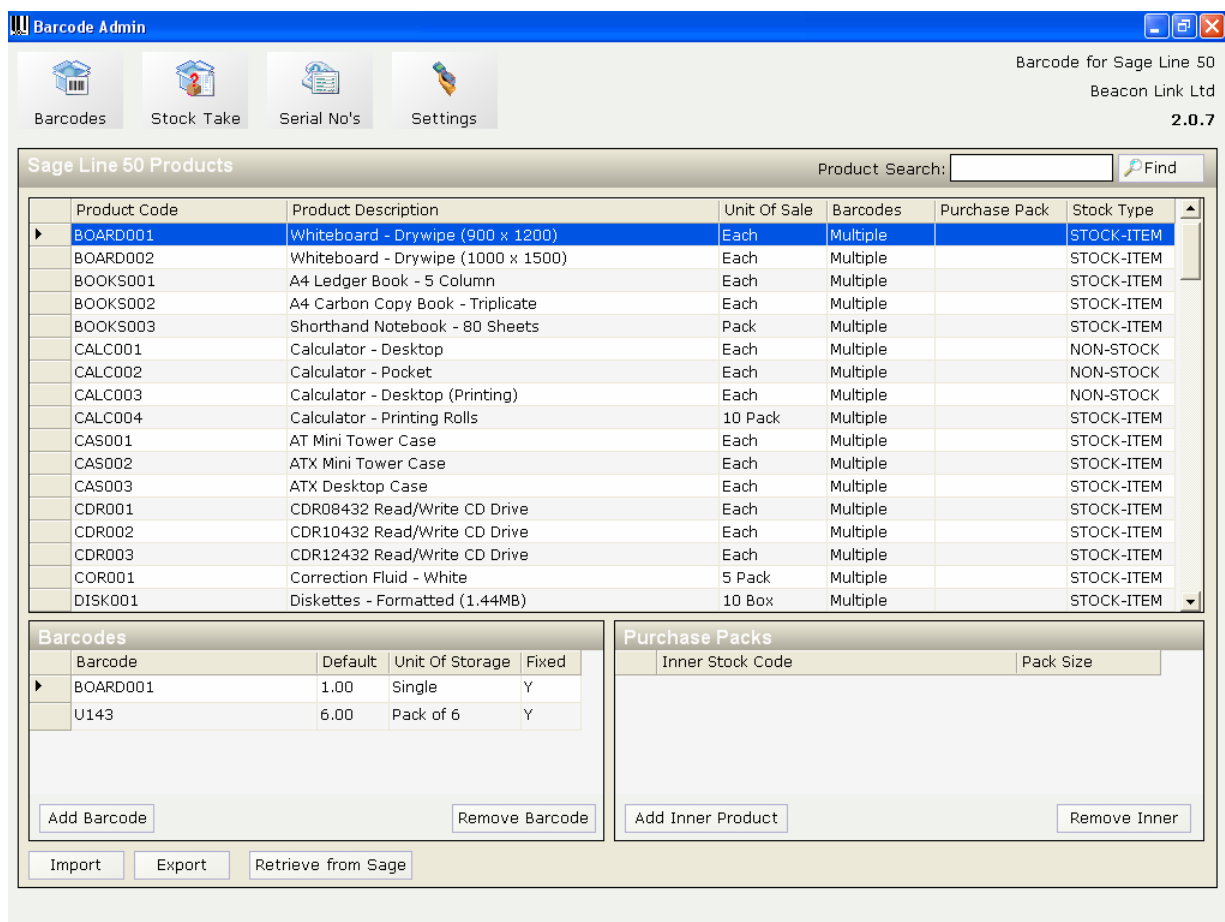 Barcode Admin
Barcodes Stock Take Serial No's Settings
Barcode for Sage Line 50
Beacon Link Ltd
2.0.7
Sage Line 50 Products Product Search: Find
Product Code Product Description Unit Of Sale Barcodes Purchase Pack Stock Type
BOARD001 Whiteboard - Drywipe (900 x 1200) Each Multiple STOCK-ITEM
BOARD002 Whiteboard - Drywipe (1000 x 1500) Each Multiple STOCK-ITEM
BOOKS001 A4 Ledger Book - 5 Column Each Multiple STOCK-ITEM
BOOKS002 A4 Carbon Copy Book - Triplicate Each Multiple STOCK-ITEM
BOOKS003 Shorthand Notebook - 80 Sheets Pack Multiple STOCK-ITEM
CALC001 Calculator - Desktop Each Multiple NON-STOCK
CALC002 Calculator - Pocket Each Multiple NON-STOCK
CALC003 Calculator - Desktop (Printing) Each Multiple NON-STOCK
CALC004 Calculator - Printing Rolls 10 Pack Multiple STOCK-ITEM
CAS001 AT Mini Tower Case Each Multiple STOCK-ITEM
CAS002 ATX Mini Tower Case Each Multiple STOCK-ITEM
CAS003 ATX Desktop Case Each Multiple STOCK-ITEM
CDR001 CDR08432 Read/Write CD Drive Each Multiple STOCK-ITEM
CDR002 CDR10432 Read/Write CD Drive Each Multiple STOCK-ITEM
CDR003 CDR12432 Read/Write CD Drive Each Multiple STOCK-ITEM
COR001 Correction Fluid - White 5 Pack Multiple STOCK-ITEM
DISK001 Diskettes - Formatted (1.44MB) 10 Box Multiple STOCK-ITEM
Barcodes
Barcode Default Unit Of Storage Fixed
BOARD001 1.00 Single Y
U143 6.00 Pack of 6 Y
Add Barcode Remove Barcode
Purchase Packs
Inner Stock Code Pack Size
Add Inner Product Remove Inner
Import Export Retrieve from Sage